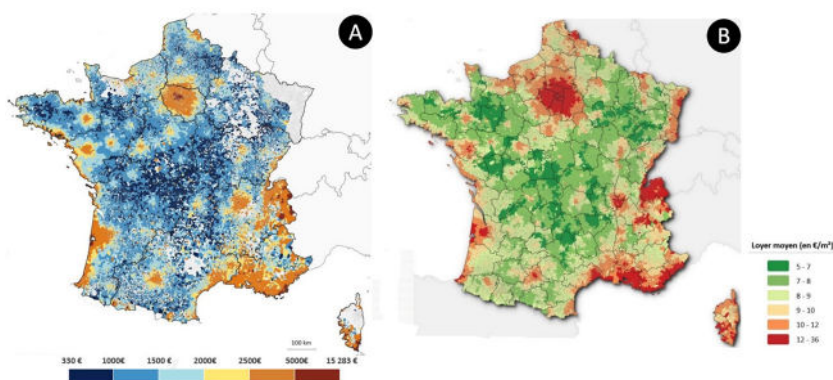 A
B
100 km
330 € 1000€ 1500 € 2000€ 2500€ 5000€ 15 283 €
Loyer moyen (en €/m²)
5 - 7
7 - 8
8 - 9
9 - 10
10 - 12
12 - 36